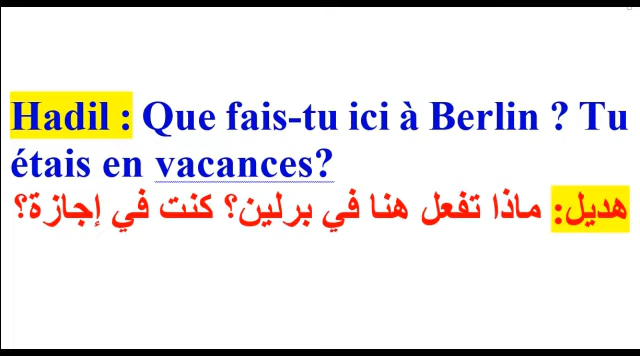 Hadil : Que fais-tu ici à Berlin ? Tu
étais en vacances?
هديل: ماذا تفعل هنا في برلين؟ كنت في إجازة؟